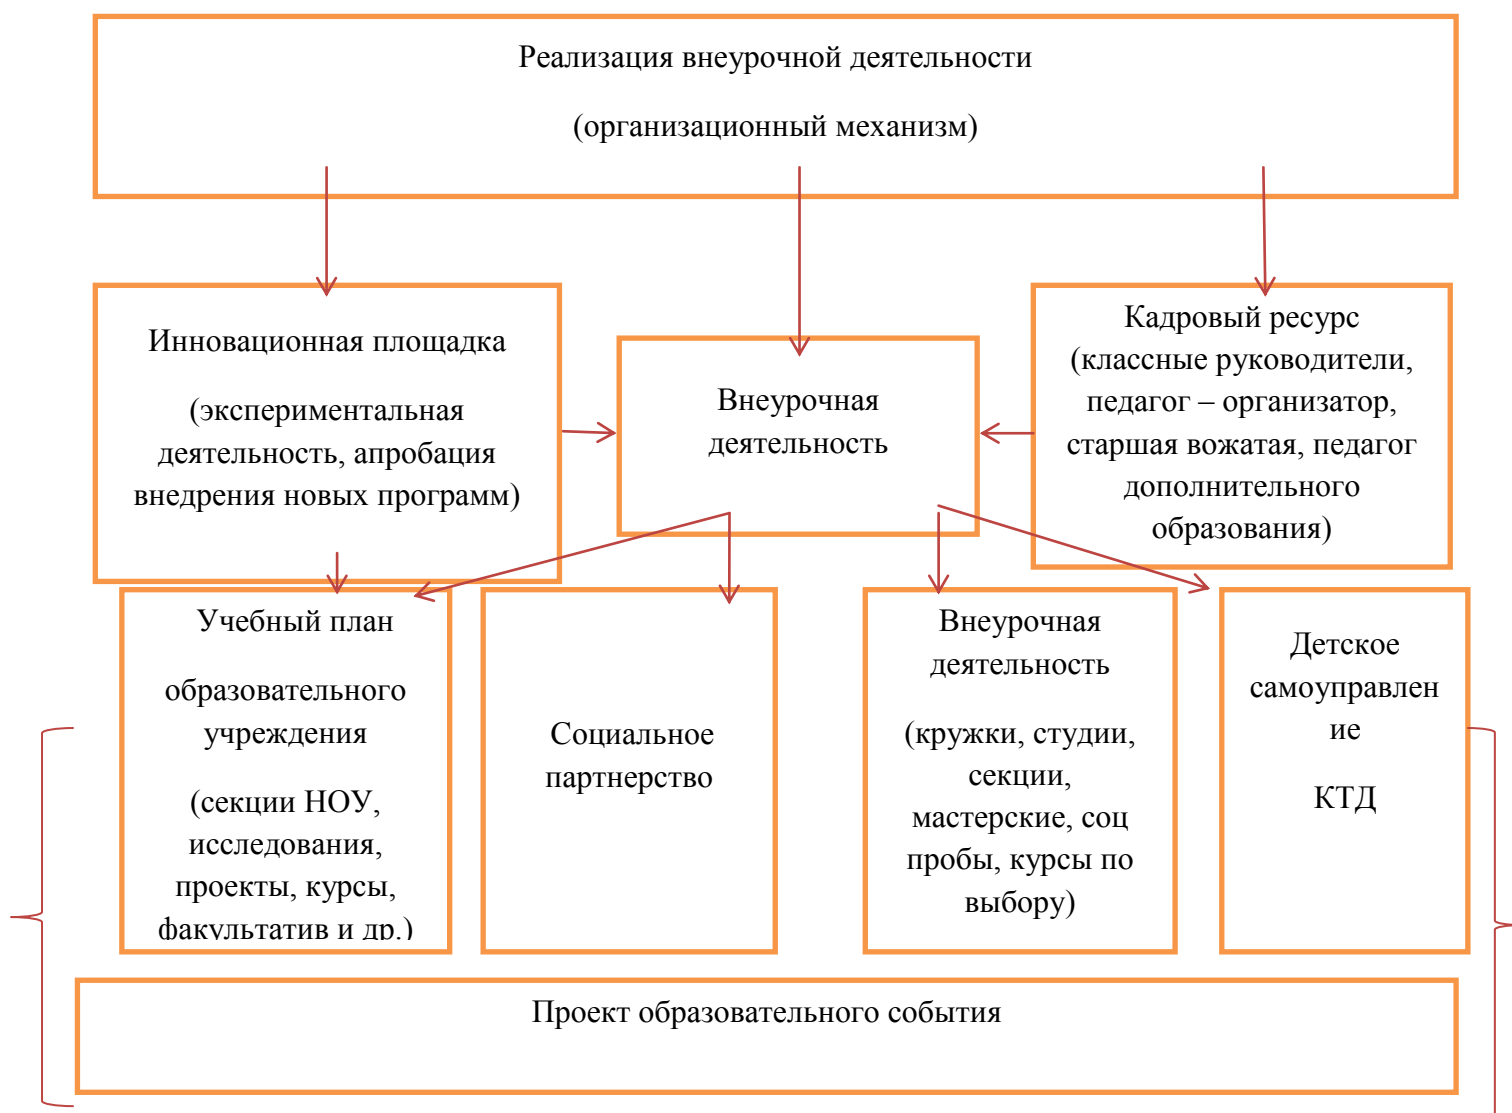 Реализация внеурочной деятельности
(организационный механизм)
Инновационная площадка
(экспериментальная
деятельность, апробация
внедрения новых программ)
Внеурочная
деятельность
Кадровый ресурс
(классные руководители,
педагог – организатор,
старшая вожатая, педагог
дополнительного
образования)
Учебный план
образовательного
учреждения
(секции НОУ,
исследования,
проекты, курсы,
факультатив и др.)
Социальное
партнерство
Внеурочная
деятельность
(кружки, студии,
секции,
мастерские, соц
пробы, курсы по
выбору)
Детское
самоуправлен
ие
КТД
Проект образовательного события